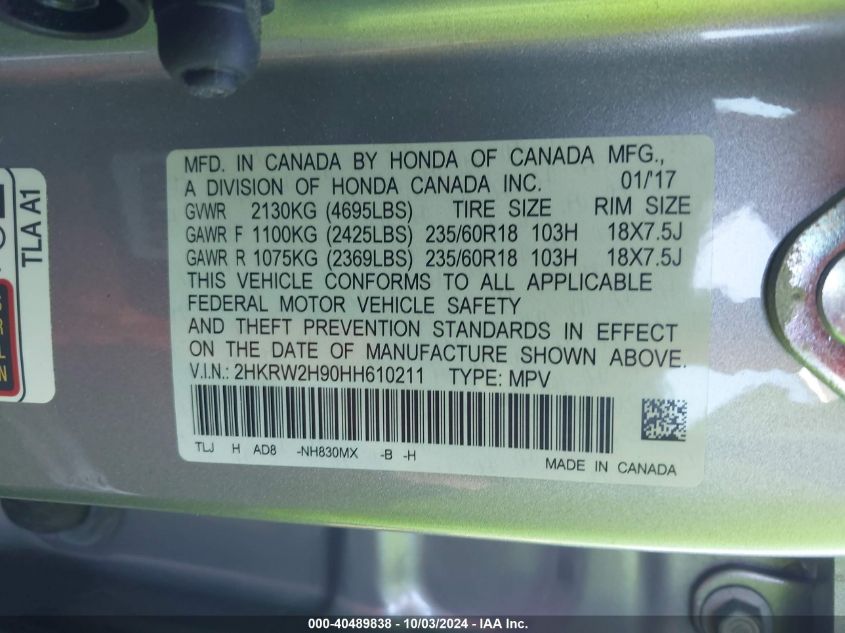 MFD. IN CANADA BY HONDA OF CANADA MFG.,
A DIVISION OF HONDA CANADA INC. 01/'17
GVWR 2130KG (4695LBS) TIRE SIZE RIM SIZE
GAWR F 1100KG (2425LBS) 235/60R18 103H 18X7.5J
GAWR R 1075KG (2369LBS) 235/60R18 103H 18X7.5J
THIS VEHICLE CONFORMS TO ALL APPLICABLE
FEDERAL MOTOR VEHICLE SAFETY
AND THEFT PREVENTION STANDARDS IN EFFECT
ON THE DATE OF MANUFACTURE SHOWN ABOVE.
V.I.N.: 2HKRW2H90HH610211 TYPE: MPV
TLJ H AD8 -NH830MX -B -H
MADE IN CANADA
TLA A1
000-40489838 - 10/03/2024 - IAA Inc.